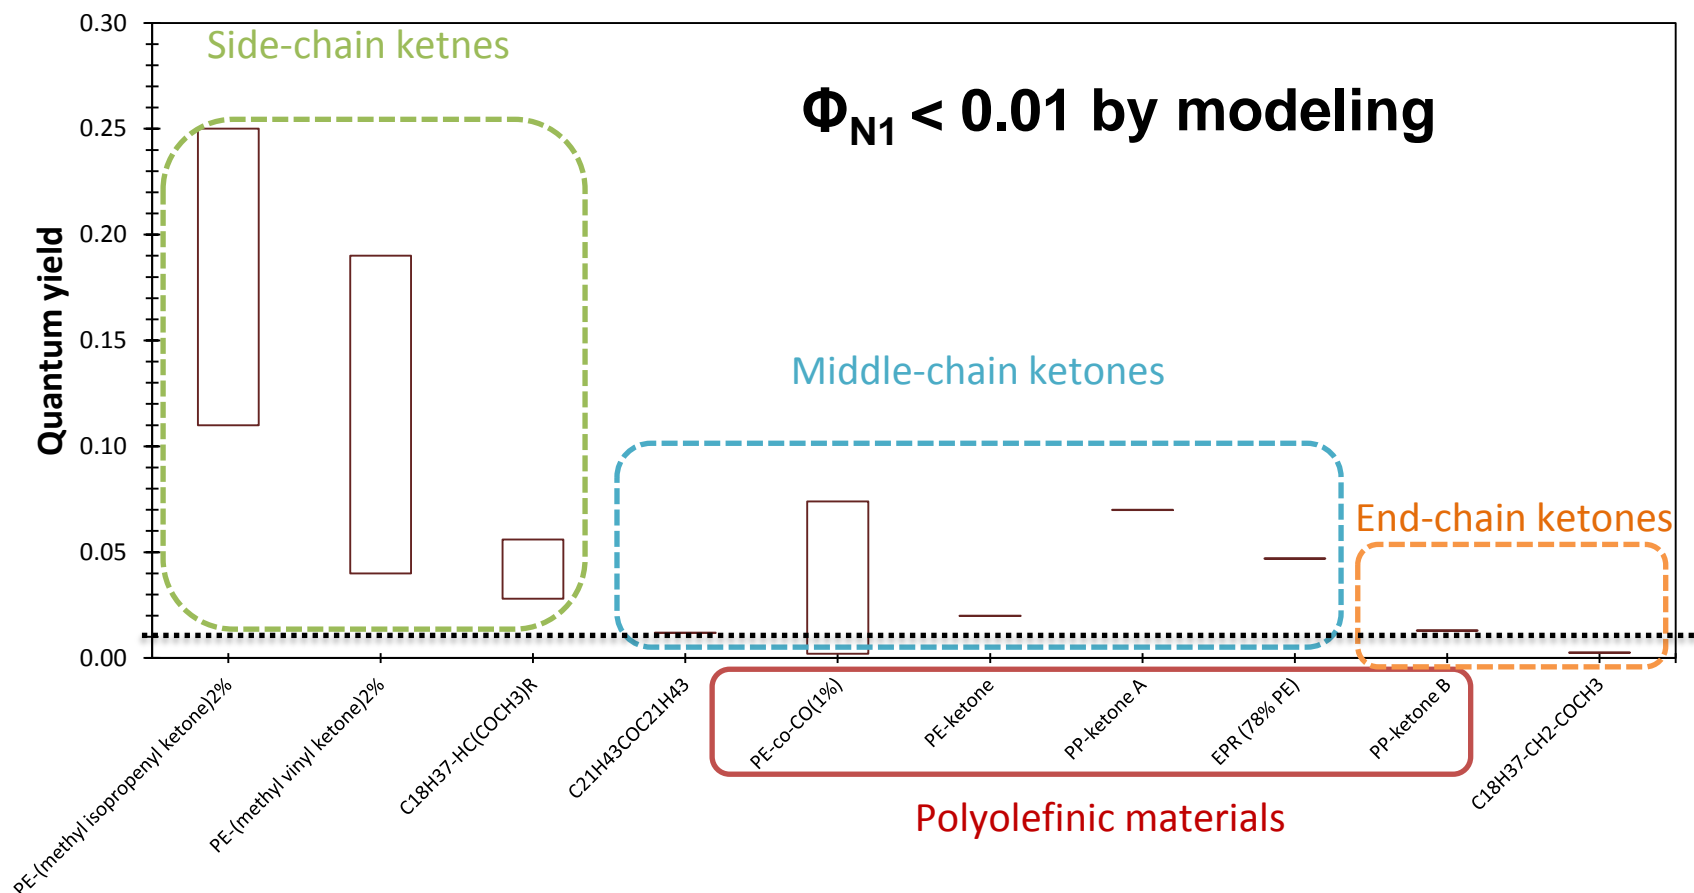 Side-chain ketnes
ΦN1 < 0.01 by modeling
Quantum yield
0.30
0.25
0.20
0.15
0.10
0.05
0.00
Middle-chain ketones
End-chain ketones
PE-(methyl isopropenyl ketone)2%
PE-(methyl vinyl ketone)2%
C18H37-HC(COCH3)R
C21H43COC21H43
PE-co-CO(1%)
PE-ketone
PP-ketone A
EPR (78% PE)
PP-ketone B
C18H37-CH2-COCH3
Polyolefinic materials